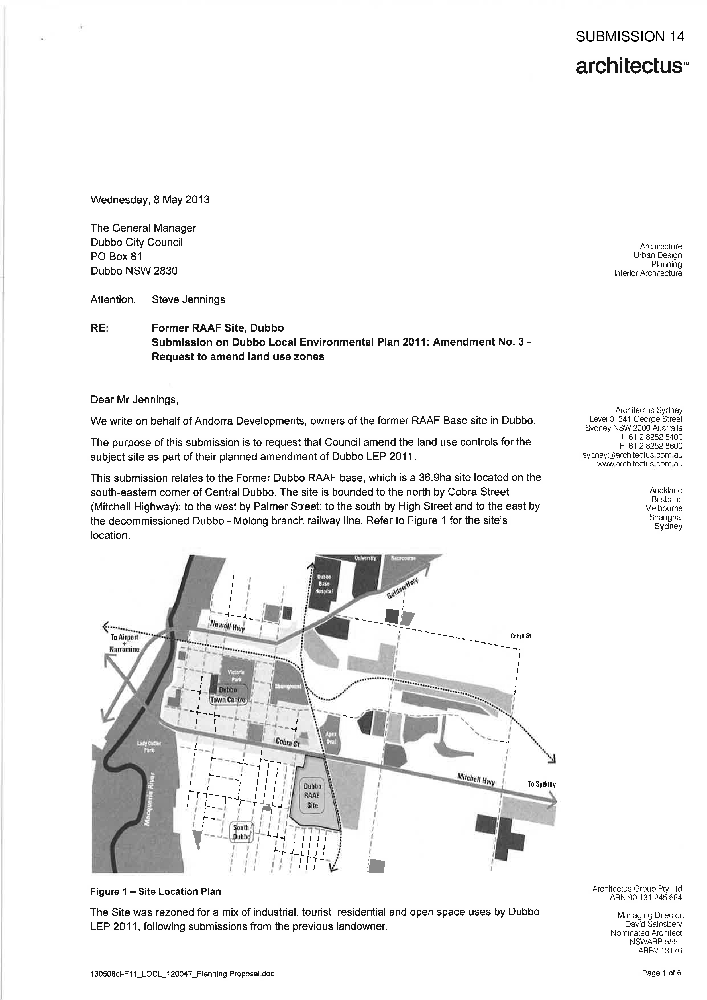 SUBMISSION 14
architectus™
Wednesday, 8 May 2013
The General Manager
Dubbo City Council
PO Box 81
Dubbo NSW 2830
Architecture
Urban Design
Planning
Interior Architecture
Attention: Steve Jennings
RE: Former RAAF Site, Dubbo
Submission on Dubbo Local Environmental Plan 2011: Amendment No. 3 -
Request to amend land use zones
Dear Mr Jennings,
We write on behalf of Andorra Developments, owners of the former RAAF Base site in Dubbo.
The purpose of this submission is to request that Council amend the land use controls for the
subject site as part of their planned amendment of Dubbo LEP 2011.
This submission relates to the Former Dubbo RAAF base, which is a 36.9ha site located on the
south-eastern corner of Central Dubbo. The site is bounded to the north by Cobra Street
(Mitchell Highway); to the west by Palmer Street; to the south by High Street and to the east by
the decommissioned Dubbo - Molong branch railway line. Refer to Figure 1 for the site's
location.
Architectus Sydney
Level 3 341 George Street
Sydney NSW 2000 Australia
T 61 2 8252 8400
F 61 2 8252 8600
sydney@architectus.com.au
www.architectus.com.au
Auckland
Brisbane
Melbourne
Shanghai
Sydney
University
Racecourse
Dubbo
Base
Hospital
Golden Hwy
Newell Hwy
To Airport
+
Narromine
Cobra St
Victoria
Park
Dubbo
Town Centre
Showground
Apex
Oval
Lady Cutler
Park
Cobra St
Macquarie River
Mitchell Hwy
To Sydney
Dubbo
RAAF
Site
South
Dubbo
Figure 1 – Site Location Plan
The Site was rezoned for a mix of industrial, tourist, residential and open space uses by Dubbo
LEP 2011, following submissions from the previous landowner.
Architectus Group Pty Ltd
ABN 90 131 245 684
Managing Director:
David Sainsbery
Nominated Architect
NSWARB 5551
ARBV 13176
130508cl-F11_LOCL_120047_Planning Proposal.doc
Page 1 of 6